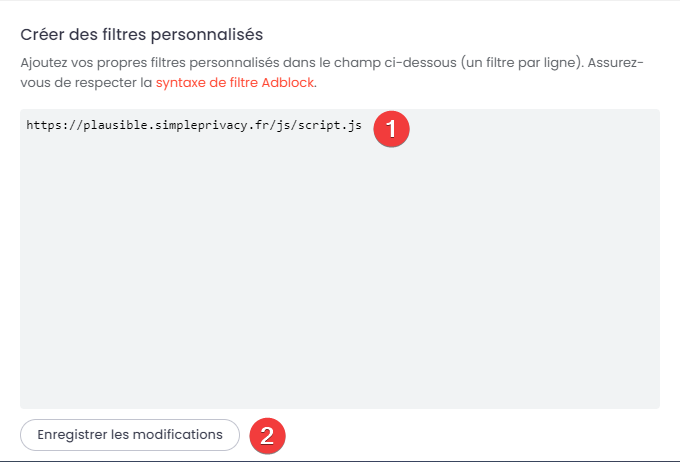 Créer des filtres personnalisés
Ajoutez vos propres filtres personnalisés dans le champ ci-dessous (un filtre par ligne). Assurez-
vous de respecter la syntaxe de filtre Adblock.
https://plausible.simpleprivacy.fr/js/script.js 1
Enregistrer les modifications 2